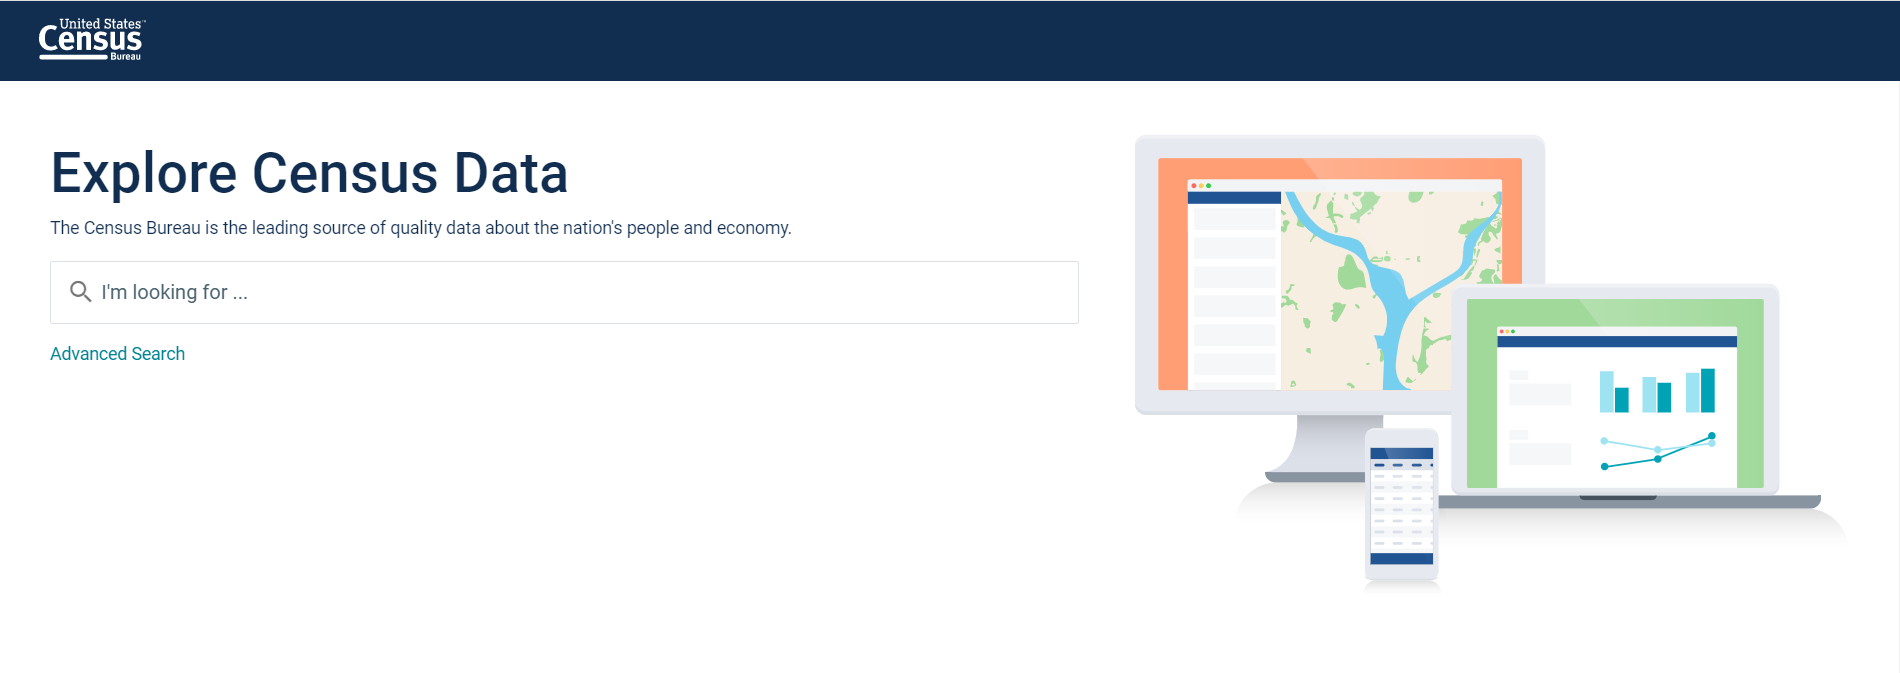 United States™
Census
Bureau
Explore Census Data
The Census Bureau is the leading source of quality data about the nation's people and economy.
I'm looking for ...
Advanced Search